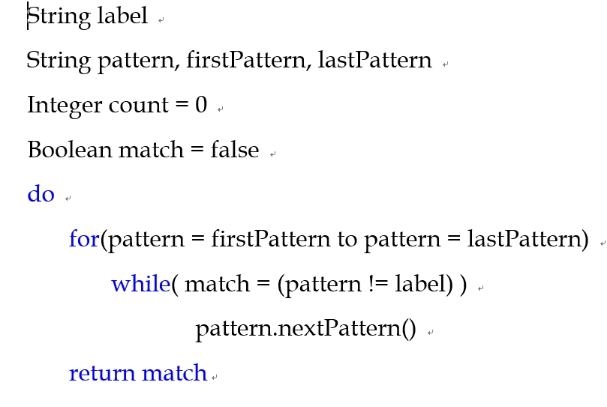 String label
String pattern, firstPattern, lastPattern
Integer count = 0
Boolean match = false
do
for(pattern = firstPattern to pattern = lastPattern)
while( match = (pattern != label) )
pattern.nextPattern()
return match